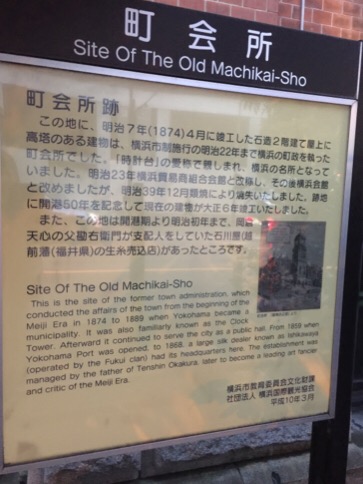 町会所
Site Of The Old Machikai-Sho
町会所跡
この地に、明治7年(1874)4月に竣工した石造2階建て屋上に
高塔のある建物は、横浜市制施行の明治22年まで横浜の町政を執った
町会所でした。「時計台」の愛称で親しまれ、横浜の名所となって
いました。明治23年横浜貿易商組合会館と改称し、その後横浜会館
と改めましたが、明治39年12月類焼により焼失いたしました。跡地
に開港50年を記念して現在の建物が大正6年竣工いたしました。
また、この地は開港期より明治初年まで、岡倉
天心の父勘右衛門が支配人をしていた石川屋(越
前藩(福井県)の生糸売込店)があったところです。
Site Of The Old Machikai-Sho
This is the site of the former town administration, which
conducted the affairs of the town from the beginning of the
Meiji Era in 1874 to 1889 when Yokohama became a
municipality. It was also familiarly known as the Clock
Tower. Afterward it continued to serve the city as a public hall. From 1859 when
Yokohama Port was opened, to 1868, a large silk dealer known as Ishikawaya
(operated by the Fukui clan) had its headquarters here. The establishment was
managed by the father of Tenshin Okakura, later to become a leading art fancier
and critic of the Meiji Era.
横浜市教育委員会文化財課
社団法人 横浜国際観光協会
平成10年3月